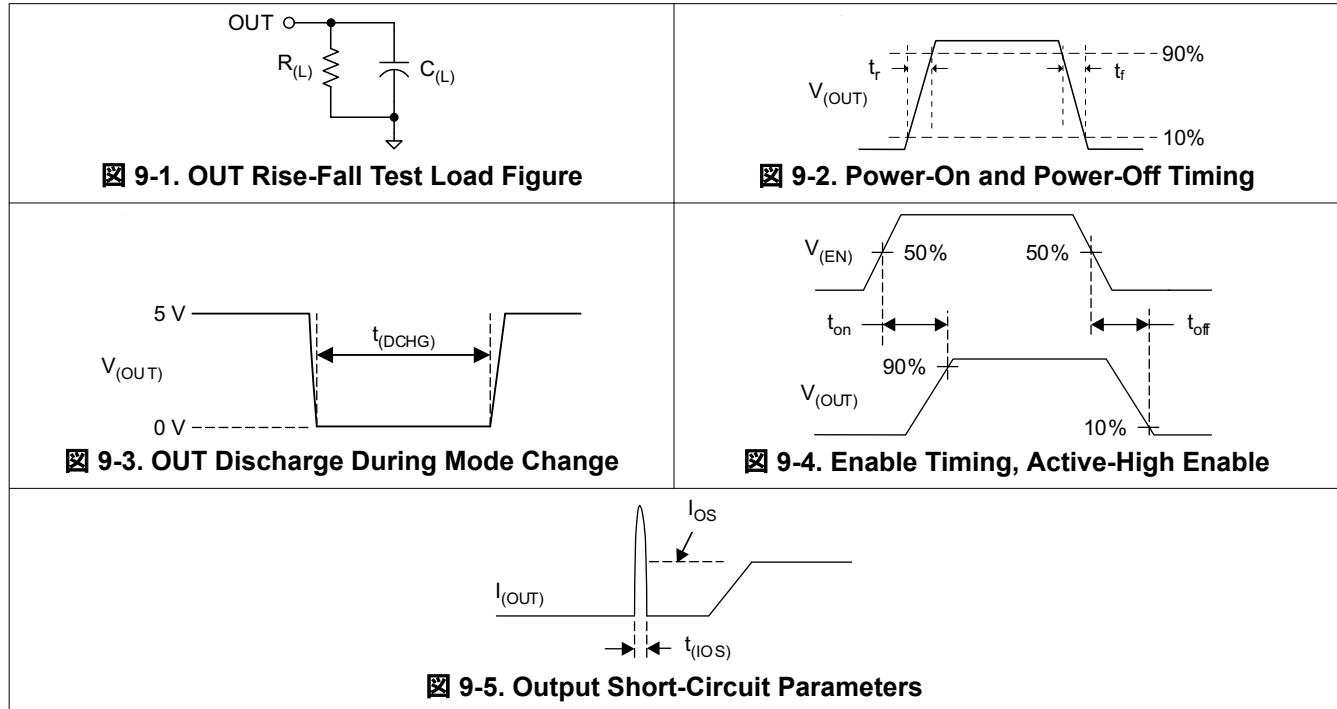 OUT
R(L)
C(L)
図 9-1. OUT Rise-Fall Test Load Figure
90%
tr
tf
V(OUT)
10%
図 9-2. Power-On and Power-Off Timing
5 V
t(DCHG)
V(OUT)
0 V
図 9-3. OUT Discharge During Mode Change
V(EN)
50%
50%
ton
toff
90%
V(OUT)
10%
図 9-4. Enable Timing, Active-High Enable
IOS
I(OUT)
t(IOS)
図 9-5. Output Short-Circuit Parameters